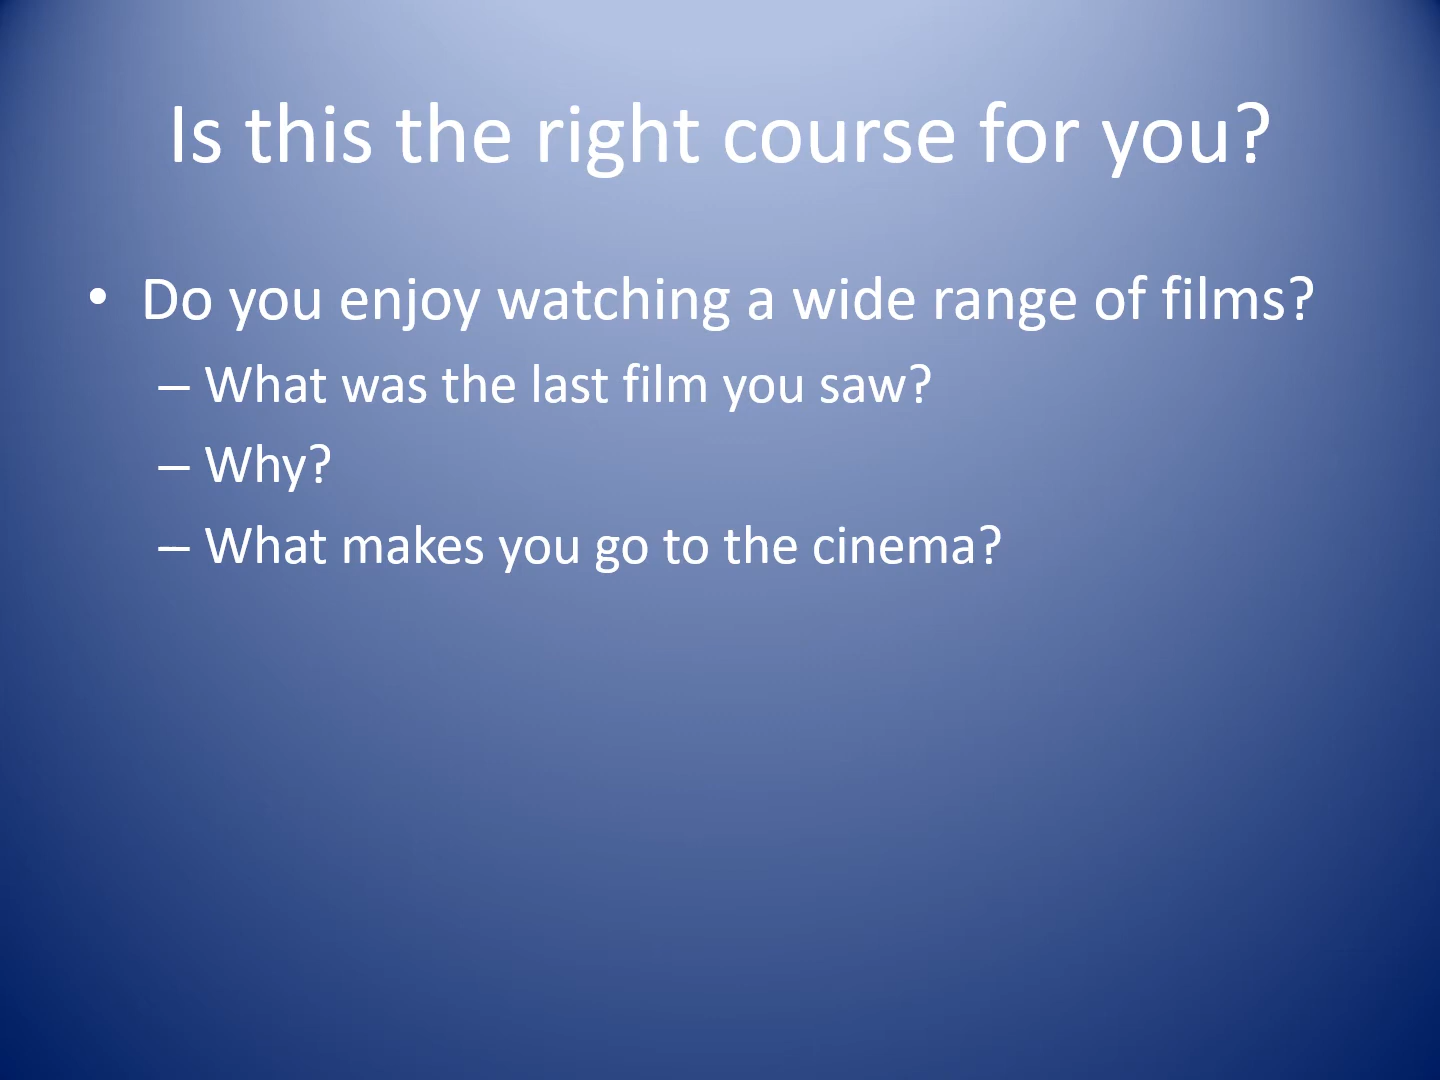 Is this the right course for you?
• Do you enjoy watching a wide range of films?
– What was the last film you saw?
– Why?
– What makes you go to the cinema?